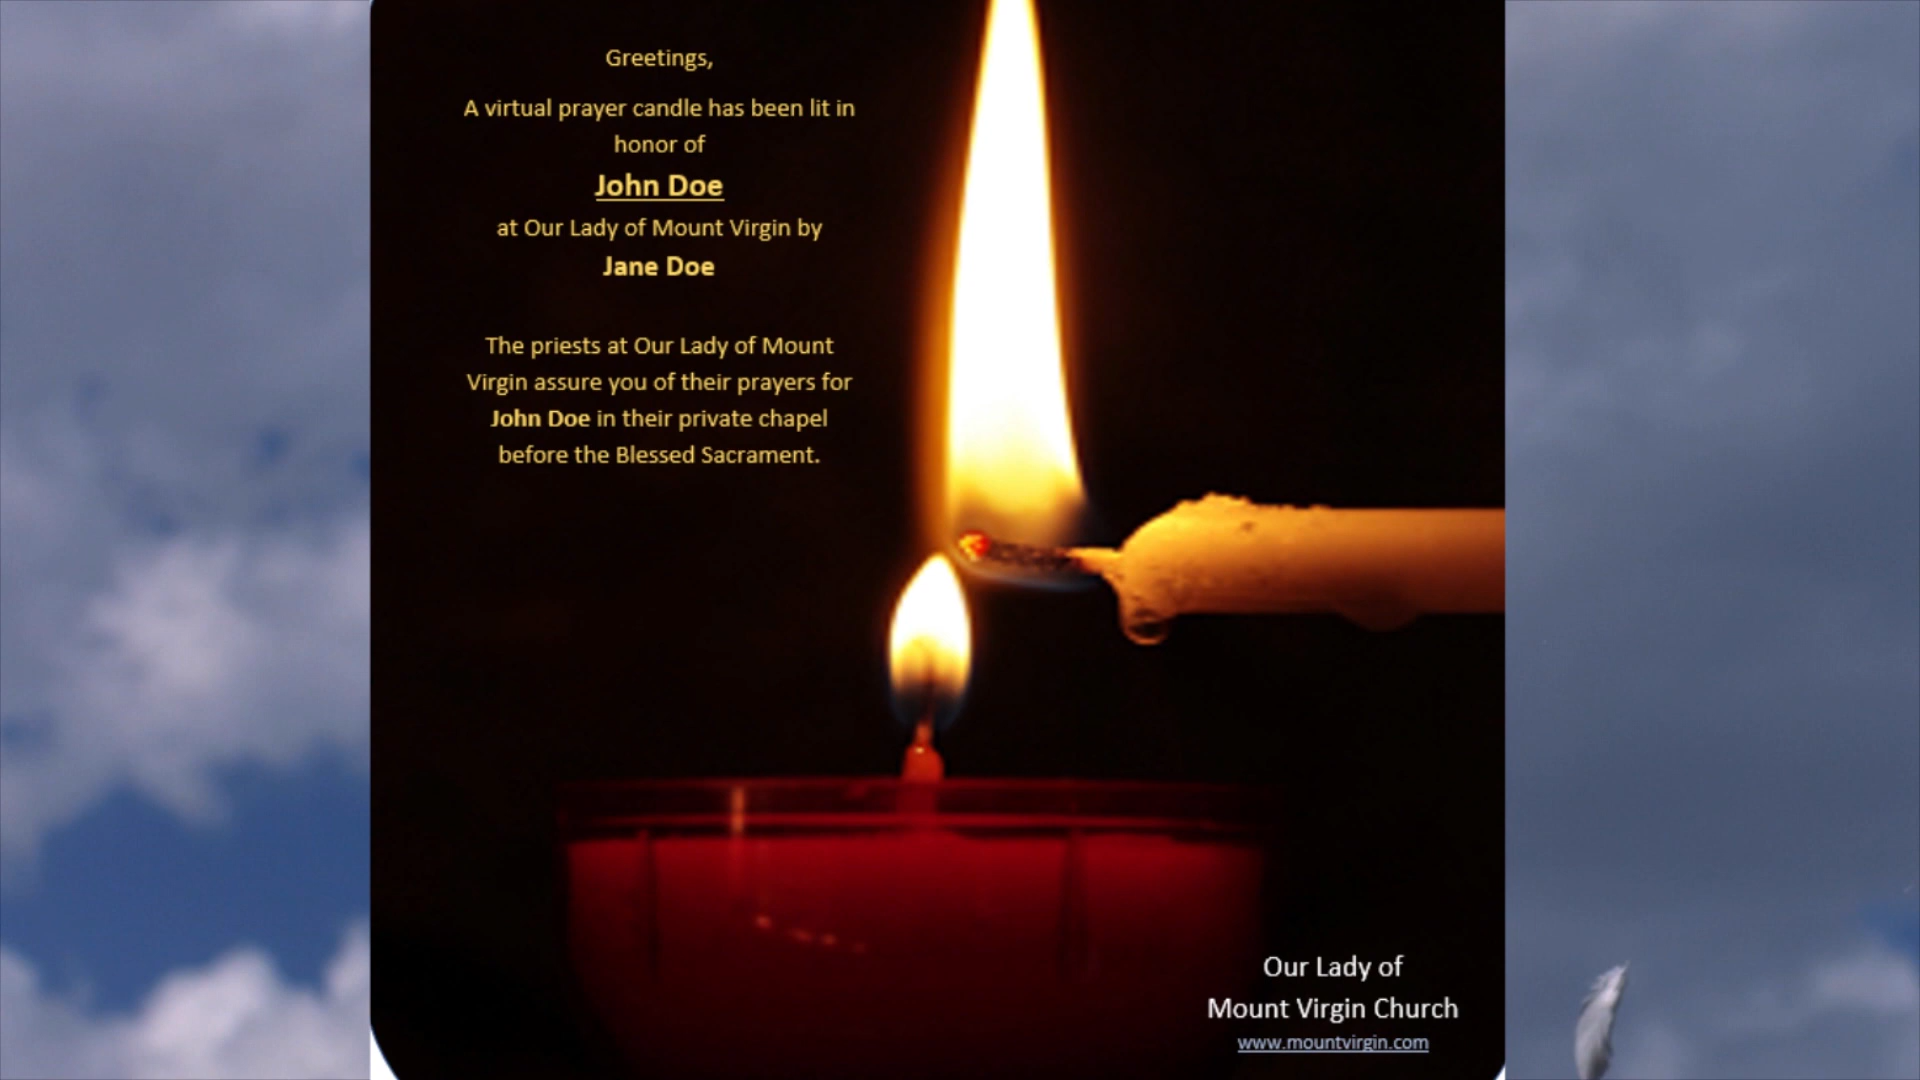 Greetings,
A virtual prayer candle has been lit in
honor of
John Doe
at Our Lady of Mount Virgin by
Jane Doe
The priests at Our Lady of Mount
Virgin assure you of their prayers for
John Doe in their private chapel
before the Blessed Sacrament.
Our Lady of
Mount Virgin Church
www.mountvirgin.com